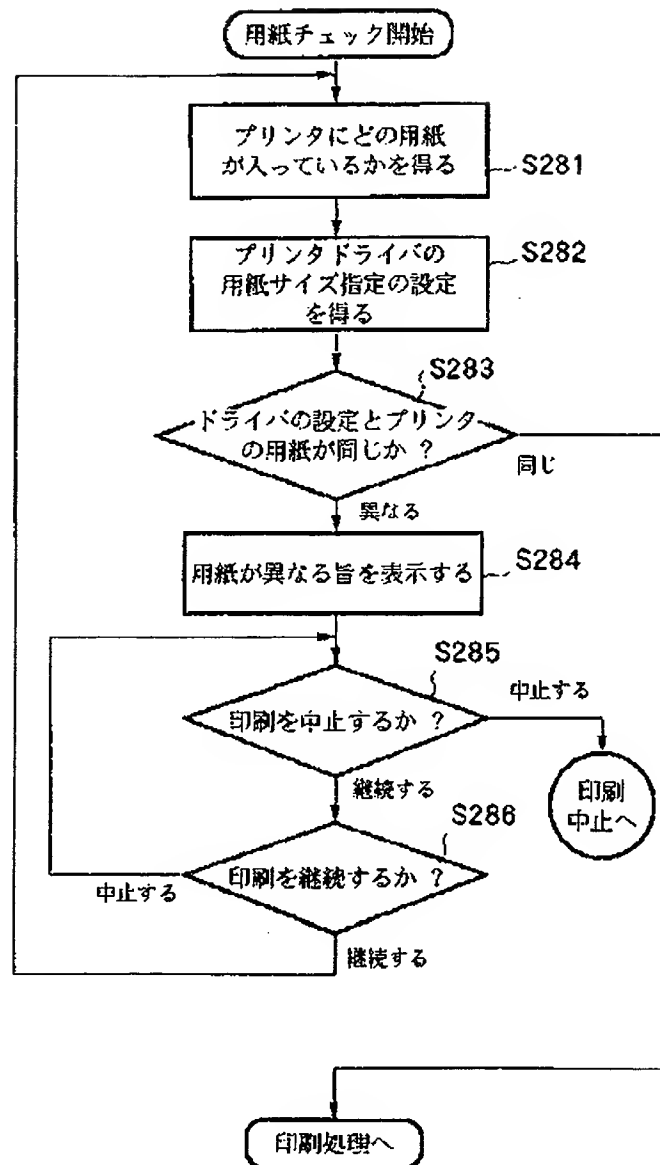 用紙チェック開始
プリンタにどの用紙
が入っているかを得る
S281
プリンタドライバの
用紙サイズ指定の設定
を得る
S282
S283
ドライバの設定とプリンタ
の用紙が同じか ?
同じ
異なる
用紙が異なる旨を表示する
S284
S285
印刷を中止するか ?
中止する
印刷
中止へ
継続する
S286
印刷を継続するか ?
中止する
継続する
印刷処理へ